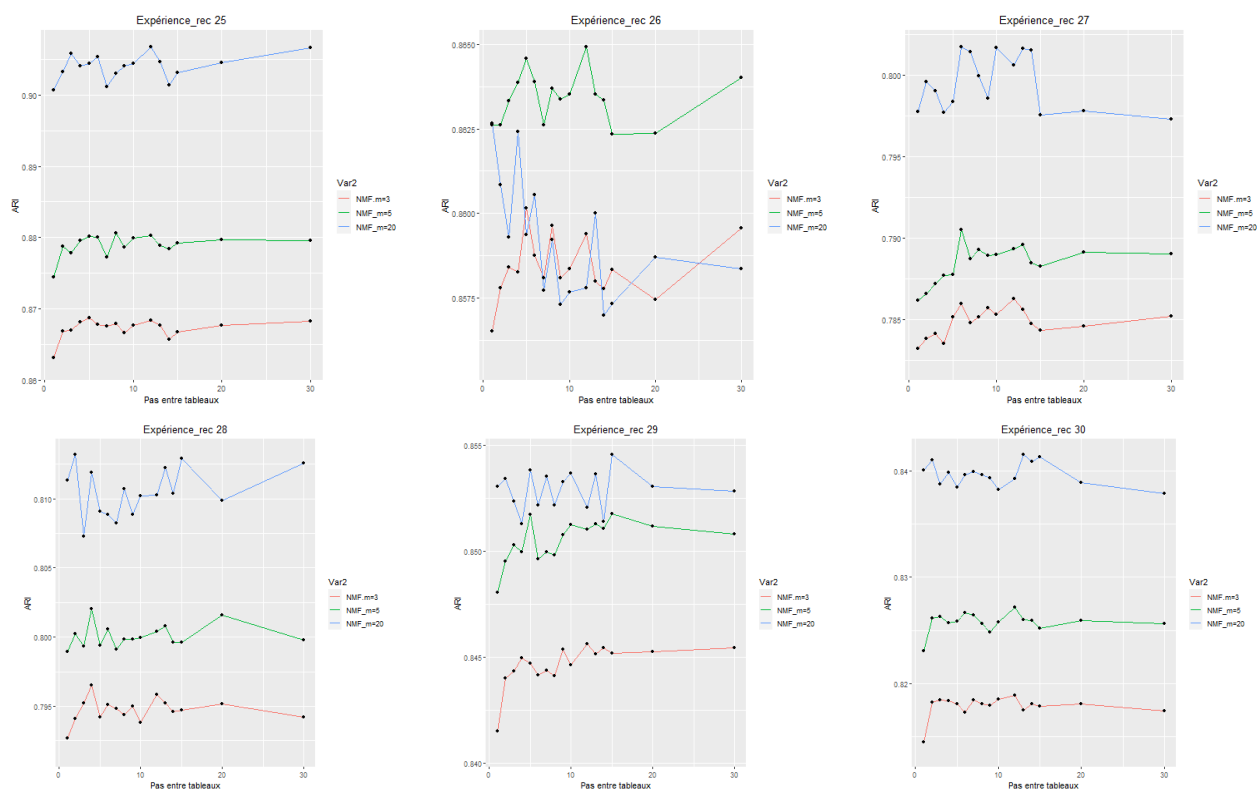 Expérience_rec 25
0.90
0.89
0.88
0.87
0.86
ARI
0
10
20
30
Pas entre tableaux
Var2
NMF.m=3
NMF_m=5
NMF_m=20
Expérience_rec 26
0.8650
0.8625
0.8600
0.8575
ARI
0
10
20
30
Pas entre tableaux
Var2
NMF.m=3
NMF_m=5
NMF_m=20
Expérience_rec 27
0.800
0.795
0.790
0.785
ARI
0
10
20
30
Pas entre tableaux
Var2
NMF.m=3
NMF_m=5
NMF_m=20
Expérience_rec 28
0.810
0.805
0.800
0.795
ARI
0
10
20
30
Pas entre tableaux
Var2
NMF.m=3
NMF_m=5
NMF_m=20
Expérience_rec 29
0.855
0.850
0.845
0.840
ARI
0
10
20
30
Pas entre tableaux
Var2
NMF.m=3
NMF_m=5
NMF_m=20
Expérience_rec 30
0.84
0.83
0.82
ARI
0
10
20
30
Pas entre tableaux
Var2
NMF.m=3
NMF_m=5
NMF_m=20